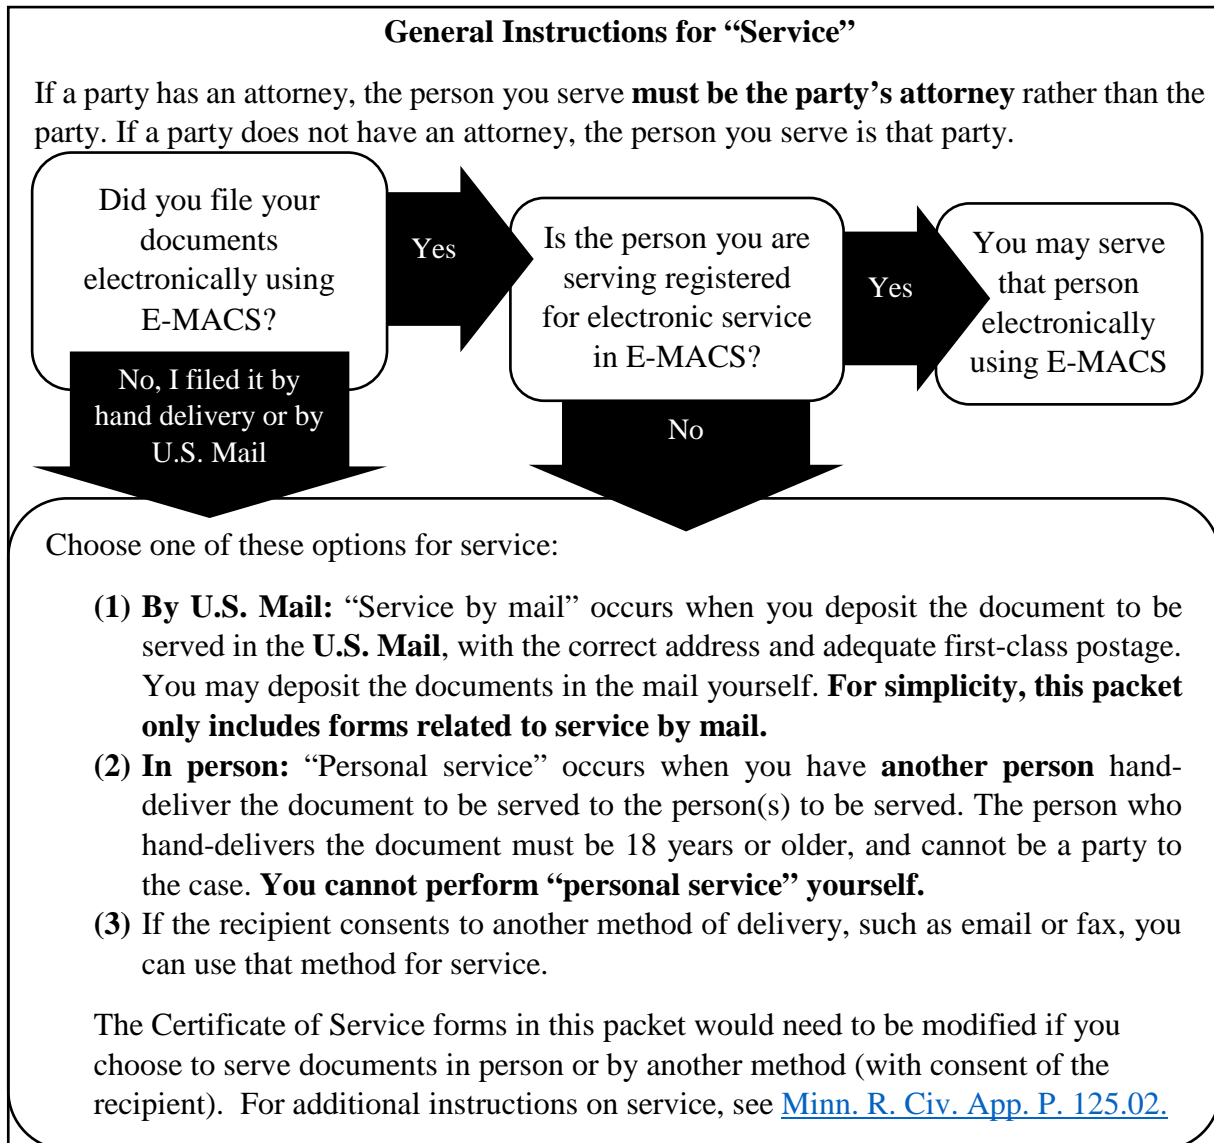 General Instructions for “Service”
If a party has an attorney, the person you serve must be the party’s attorney rather than the
party. If a party does not have an attorney, the person you serve is that party.
Did you file your
documents
electronically using
E-MACS?
Yes
Is the person you are
serving registered
for electronic service
in E-MACS?
Yes
You may serve
that person
electronically
using E-MACS
No, I filed it by
hand delivery or by
U.S. Mail
No
Choose one of these options for service:
(1) By U.S. Mail: “Service by mail” occurs when you deposit the document to be
served in the U.S. Mail, with the correct address and adequate first-class postage.
You may deposit the documents in the mail yourself. For simplicity, this packet
only includes forms related to service by mail.
(2) In person: “Personal service” occurs when you have another person hand-
deliver the document to be served to the person(s) to be served. The person who
hand-delivers the document must be 18 years or older, and cannot be a party to
the case. You cannot perform “personal service” yourself.
(3) If the recipient consents to another method of delivery, such as email or fax, you
can use that method for service.
The Certificate of Service forms in this packet would need to be modified if you
choose to serve documents in person or by another method (with consent of the
recipient).  For additional instructions on service, see Minn. R. Civ. App. P. 125.02.